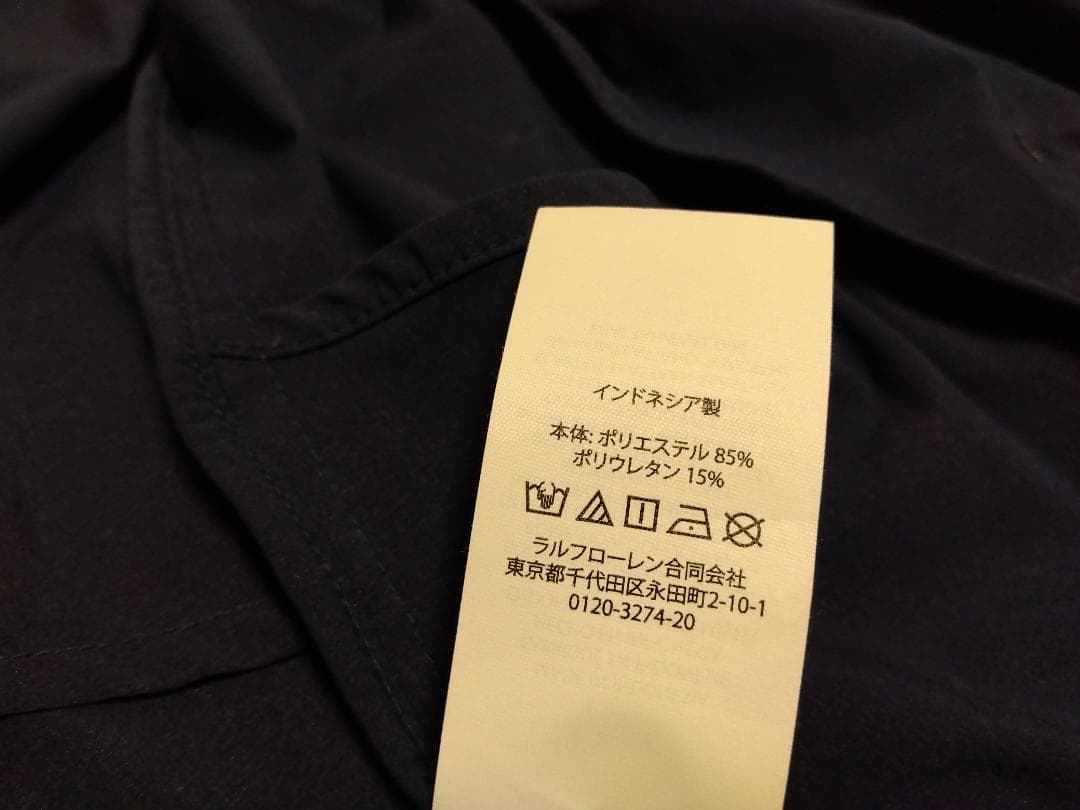 インドネシア製
本体: ポリエステル 85%
ポリウレタン 15%
ラルフローレン合同会社
東京都千代田区永田町2-10-1
0120-3274-20